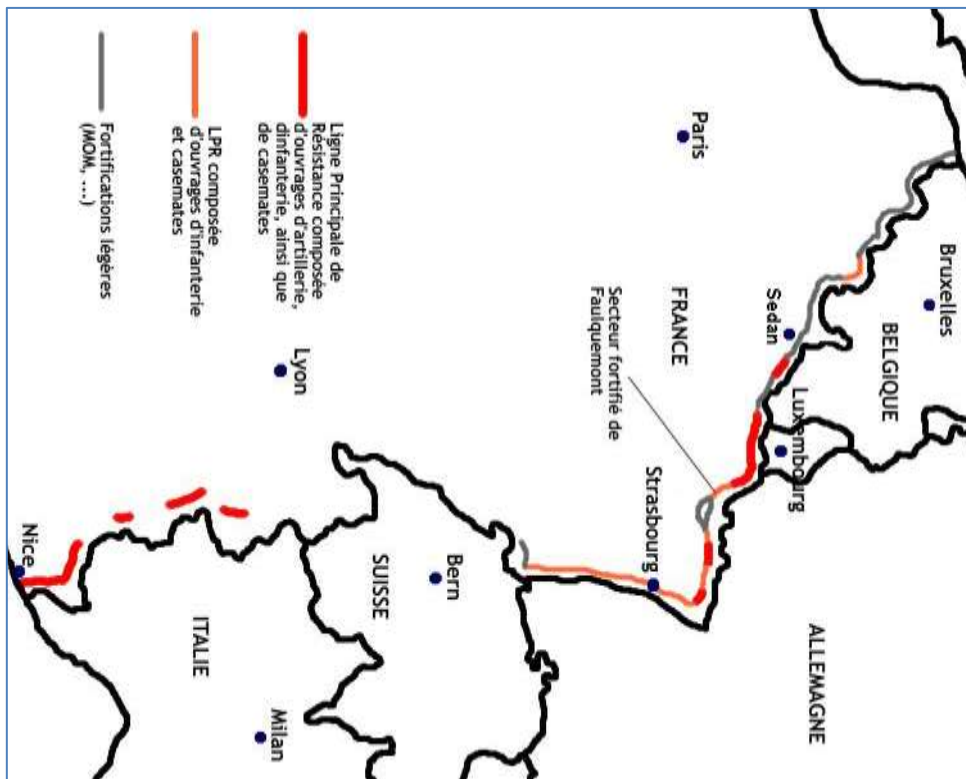 Bruxelles
BELGIQUE
Sedan
Luxembourg
Paris
FRANCE
Secteur fortifié de
Faulquemont
Strasbourg
ALLEMAGNE
Ligne Principale de
Résistance composée
d'ouvrages d'artillerie,
dinfanterie, ainsi que
de casemates
LPR composée
d'ouvrages d'infanterie
et casemates
Fortifications légères
(MOM, ...)
Lyon
Bern
SUISSE
ITALIE
Milan
Nice